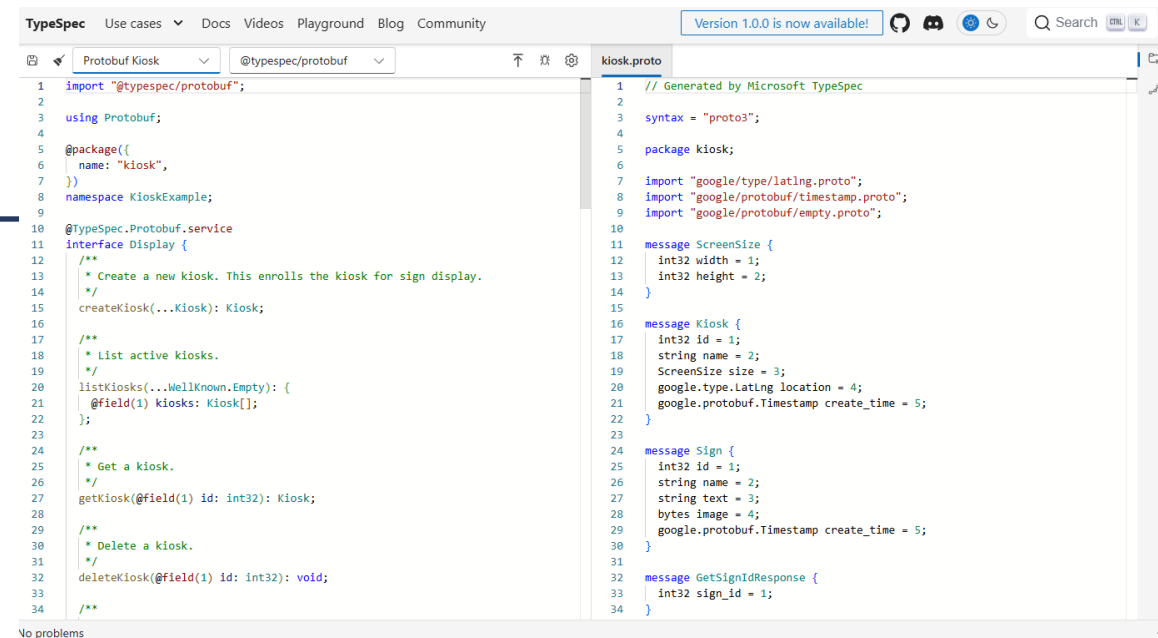 TypeSpec Use cases Docs Videos Playground Blog Community Version 1.0.0 is now available! Search CTRL K
Protobuf Kiosk @typespec/protobuf
1 import "@typespec/protobuf";
2
3 using Protobuf;
4
5 @package({
6 name: "kiosk",
7 })
8 namespace KioskExample;
9
10 @TypeSpec.Protobuf.service
11 interface Display {
12 /**
13 * Create a new kiosk. This enrolls the kiosk for sign display.
14 */
15 createKiosk(...Kiosk): Kiosk;
16
17 /**
18 * List active kiosks.
19 */
20 listKiosks(...WellKnown.Empty): {
21 @field(1) kiosks: Kiosk[];
22 };
23
24 /**
25 * Get a kiosk.
26 */
27 getKiosk(@field(1) id: int32): Kiosk;
28
29 /**
30 * Delete a kiosk.
31 */
32 deleteKiosk(@field(1) id: int32): void;
33
34 /**
kiosk.proto
1 // Generated by Microsoft TypeSpec
2
3 syntax = "proto3";
4
5 package kiosk;
6
7 import "google/type/latlng.proto";
8 import "google/protobuf/timestamp.proto";
9 import "google/protobuf/empty.proto";
10
11 message ScreenSize {
12 int32 width = 1;
13 int32 height = 2;
14 }
15
16 message Kiosk {
17 int32 id = 1;
18 string name = 2;
19 ScreenSize size = 3;
20 google.type.LatLng location = 4;
21 google.protobuf.Timestamp create_time = 5;
22 }
23
24 message Sign {
25 int32 id = 1;
26 string name = 2;
27 string text = 3;
28 bytes image = 4;
29 google.protobuf.Timestamp create_time = 5;
30 }
31
32 message GetSignIdResponse {
33 int32 sign_id = 1;
34 }
No problems